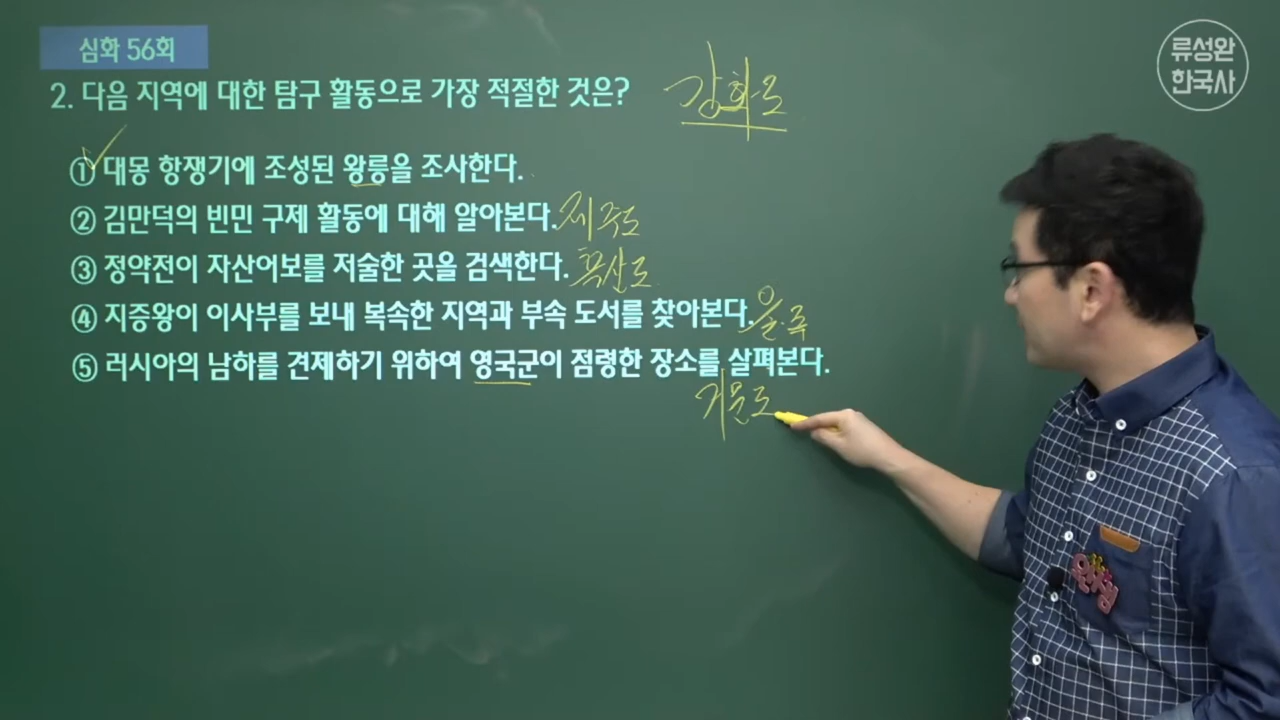 심화 56회
류성완
한국사
2. 다음 지역에 대한 탐구 활동으로 가장 적절한 것은? 강화도
① 대몽 항쟁기에 조성된 왕릉을 조사한다.
② 김만덕의 빈민 구제 활동에 대해 알아본다. 제주도
③ 정약전이 자산어보를 저술한 곳을 검색한다. 흑산도
④ 지증왕이 이사부를 보내 복속한 지역과 부속 도서를 찾아본다. 울.
⑤ 러시아의 남하를 견제하기 위하여 영국군이 점령한 장소를 살펴본다.
거문도